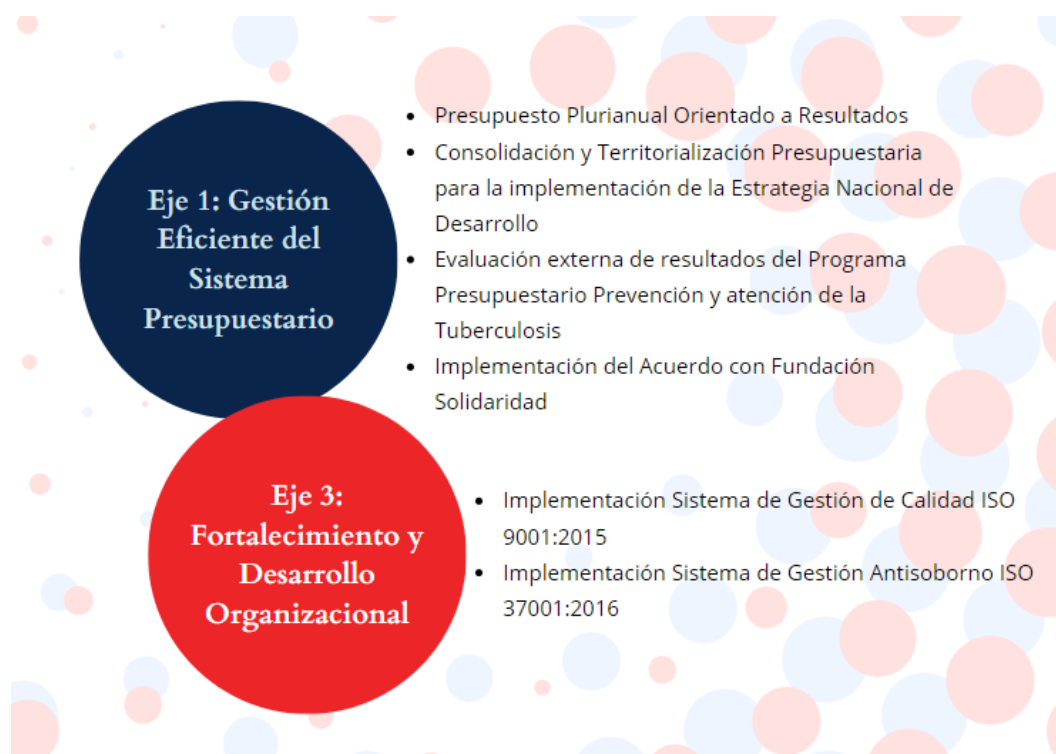 Eje 1: Gestión
Eficiente del
Sistema
Presupuestario
• Presupuesto Plurianual Orientado a Resultados
• Consolidación y Territorialización Presupuestaria
para la implementación de la Estrategia Nacional de
Desarrollo
• Evaluación externa de resultados del Programa
Presupuestario Prevención y atención de la
Tuberculosis
• Implementación del Acuerdo con Fundación
Solidaridad
Eje 3:
Fortalecimiento y
Desarrollo
Organizacional
• Implementación Sistema de Gestión de Calidad ISO
9001:2015
• Implementación Sistema de Gestión Antisoborno ISO
37001:2016